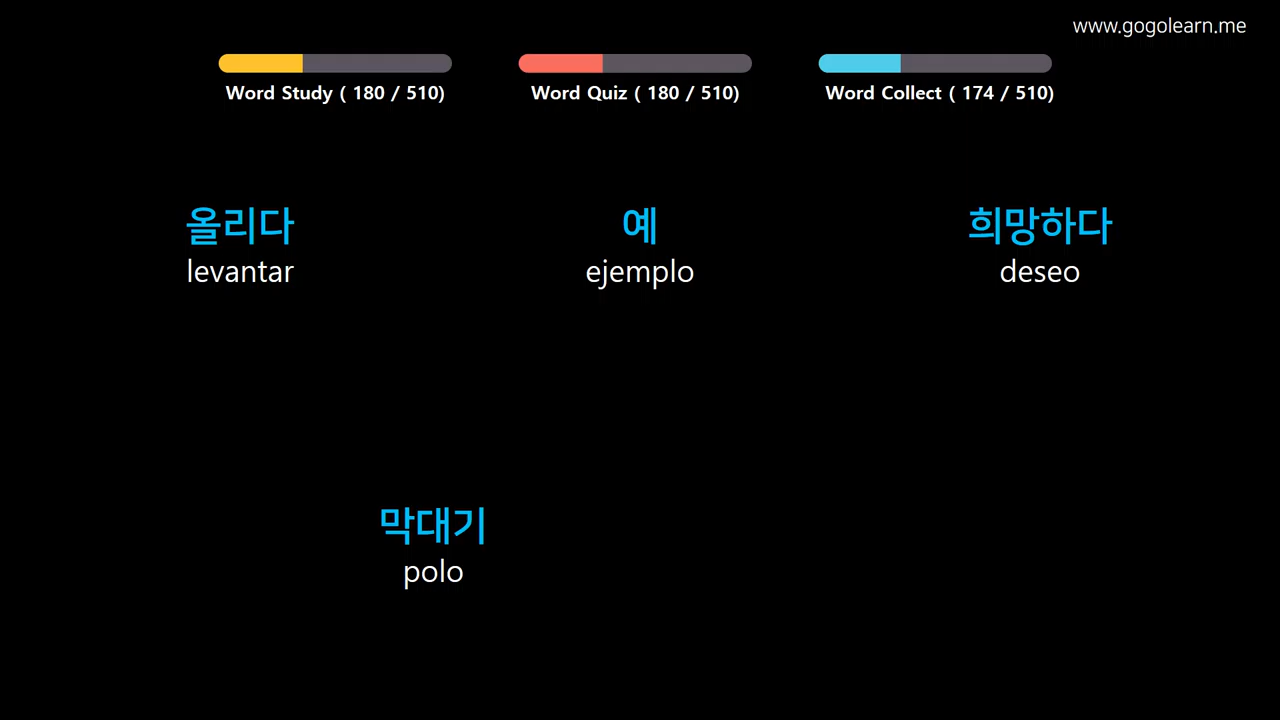 www.gogolearn.me
Word Study ( 180 / 510)
Word Quiz ( 180 / 510)
Word Collect ( 174 / 510)
올리다
levantar
예
ejemplo
희망하다
deseo
막대기
polo